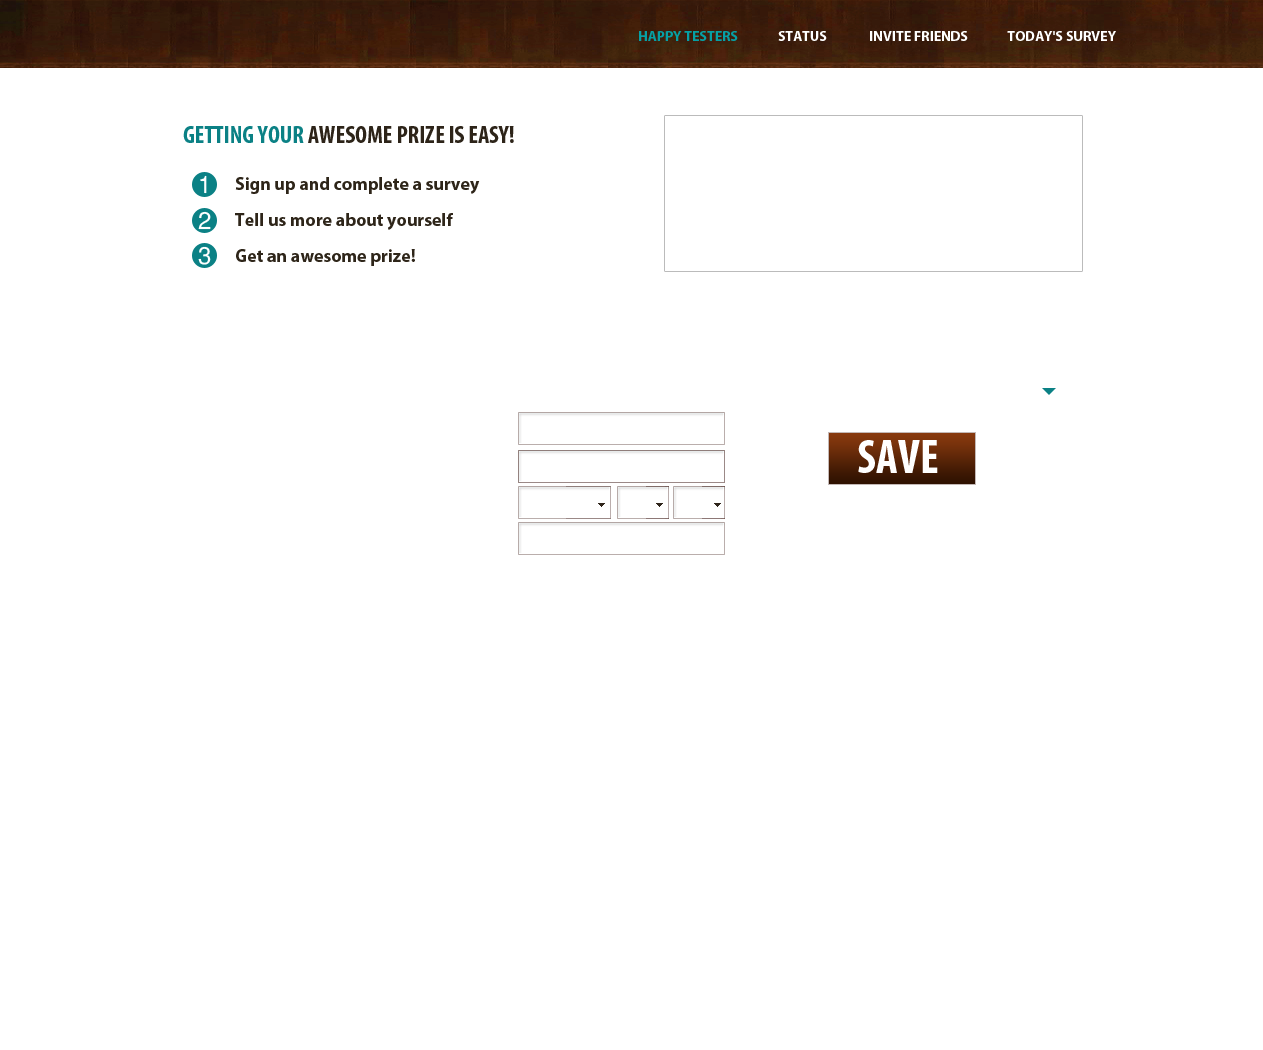 HAPPY TESTERS STATUS INVITE FRIENDS TODAY'S SURVEY
GETTING YOUR AWESOME PRIZE IS EASY!
1 Sign up and complete a survey
2 Tell us more about yourself
3 Get an awesome prize!
SAVE